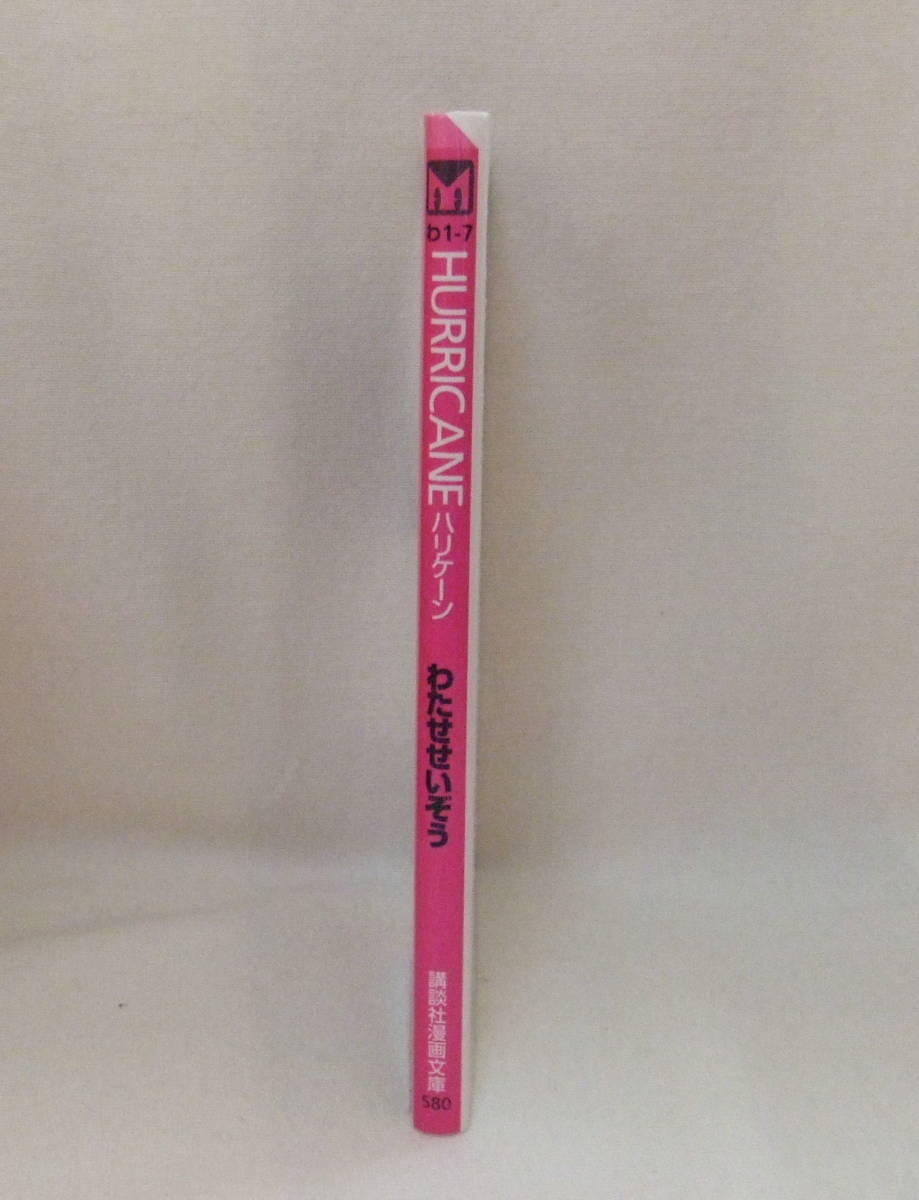 M
わ1-7
HURRICANE ハリケーン
わたせせいぞう
講談社漫画文庫
580